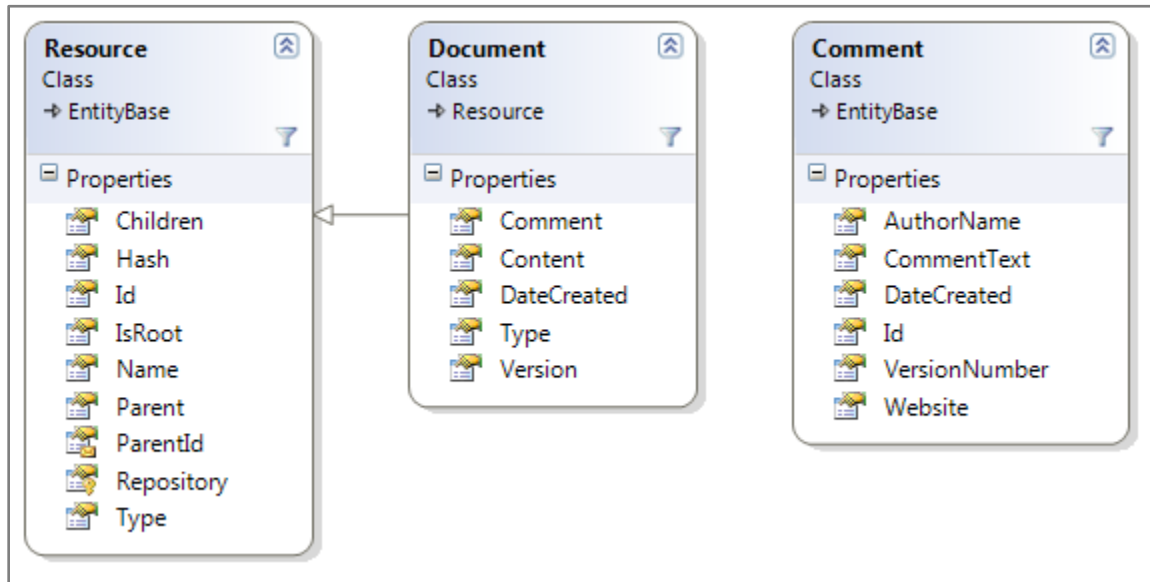 Resource
Class
EntityBase
Properties
Children
Hash
Id
IsRoot
Name
Parent
ParentId
Repository
Type
Document
Class
Resource
Properties
Comment
Content
DateCreated
Type
Version
Comment
Class
EntityBase
Properties
AuthorName
CommentText
DateCreated
Id
VersionNumber
Website